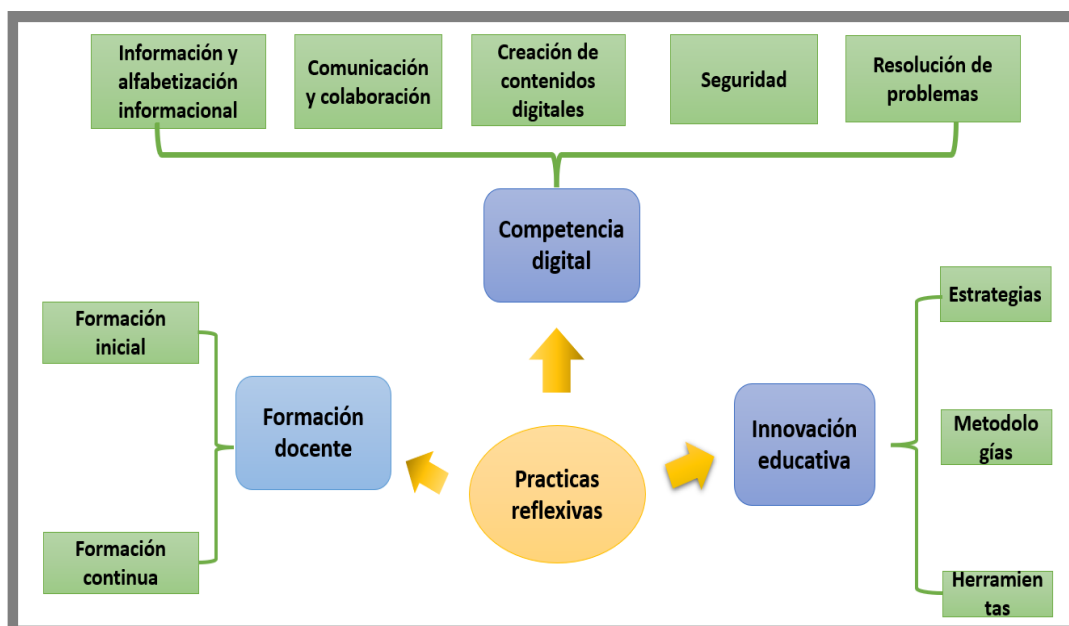 Información y
alfabetización
informacional
Comunicación
y colaboración
Creación de
contenidos
digitales
Seguridad
Resolución de
problemas
Competencia
digital
Formación
inicial
Formación
docente
Formación
continua
Practicas
reflexivas
Innovación
educativa
Estrategias
Metodolo
gías
Herramien
tas